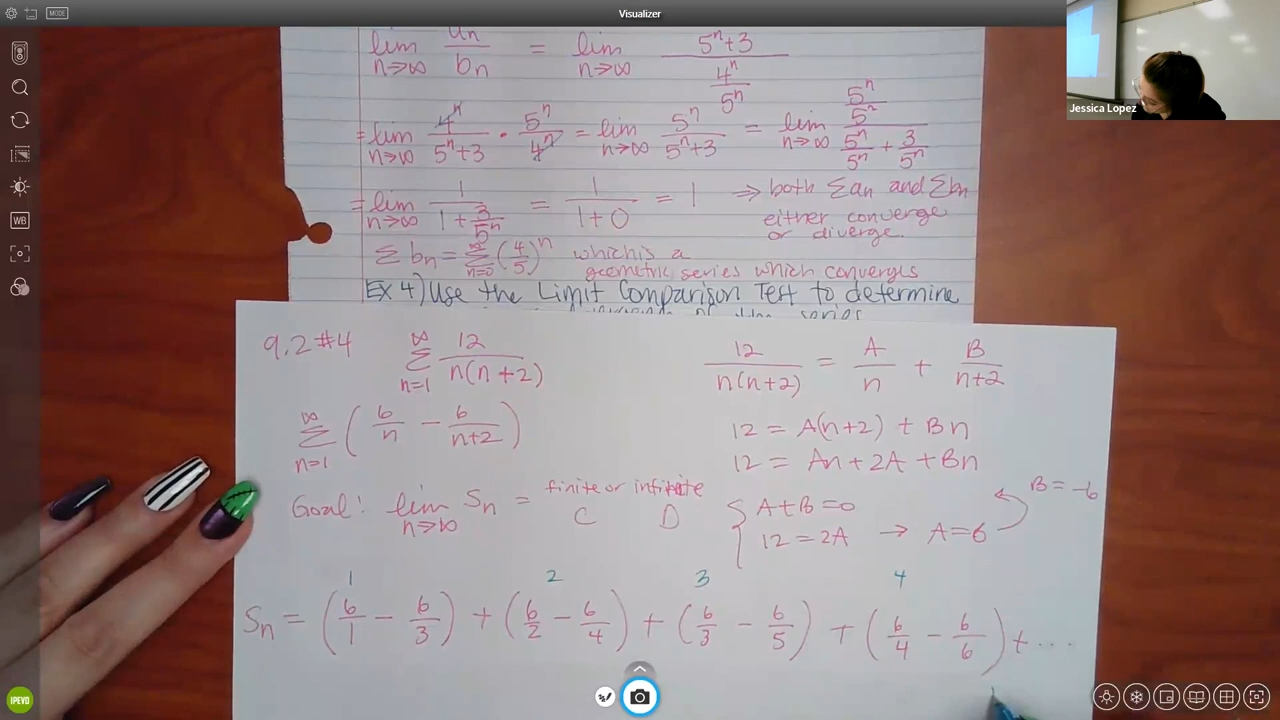 MODE
Visualizer
Jessica Lopez
lim n→∞ an/bn = lim n→∞ 5ⁿ+3 / 4ⁿ/5ⁿ
= lim n→∞ 4ⁿ/(5ⁿ+3) • 5ⁿ/4ⁿ = lim n→∞ 5ⁿ/(5ⁿ+3) = lim n→∞ (5ⁿ/5ⁿ)/(5ⁿ/5ⁿ + 3/5ⁿ)
= lim n→∞ 1/(1 + 3/5ⁿ) = 1/(1+0) = 1 ⇒ both Σan and Σbn
either converge
or diverge.
Σ bn = Σ n=0 ∞ (4/5)ⁿ which is a
geometric series which converges
EX 4) Use the Limit Comparison Test to determine
series
9.2 #4 Σ n=1 ∞ 12/(n(n+2))
12/(n(n+2)) = A/n + B/(n+2)
Σ n=1 ∞ (6/n − 6/(n+2))
12 = A(n+2) + Bn
12 = An + 2A + Bn
Goal: lim n→∞ Sn = finite or infinite
C D
{ A+B=0
12 = 2A → A=6
B = -6
1 2 3 4
Sn = (6/1 − 6/3) + (6/2 − 6/4) + (6/3 − 6/5) + (6/4 − 6/6) + ...
IPEVO